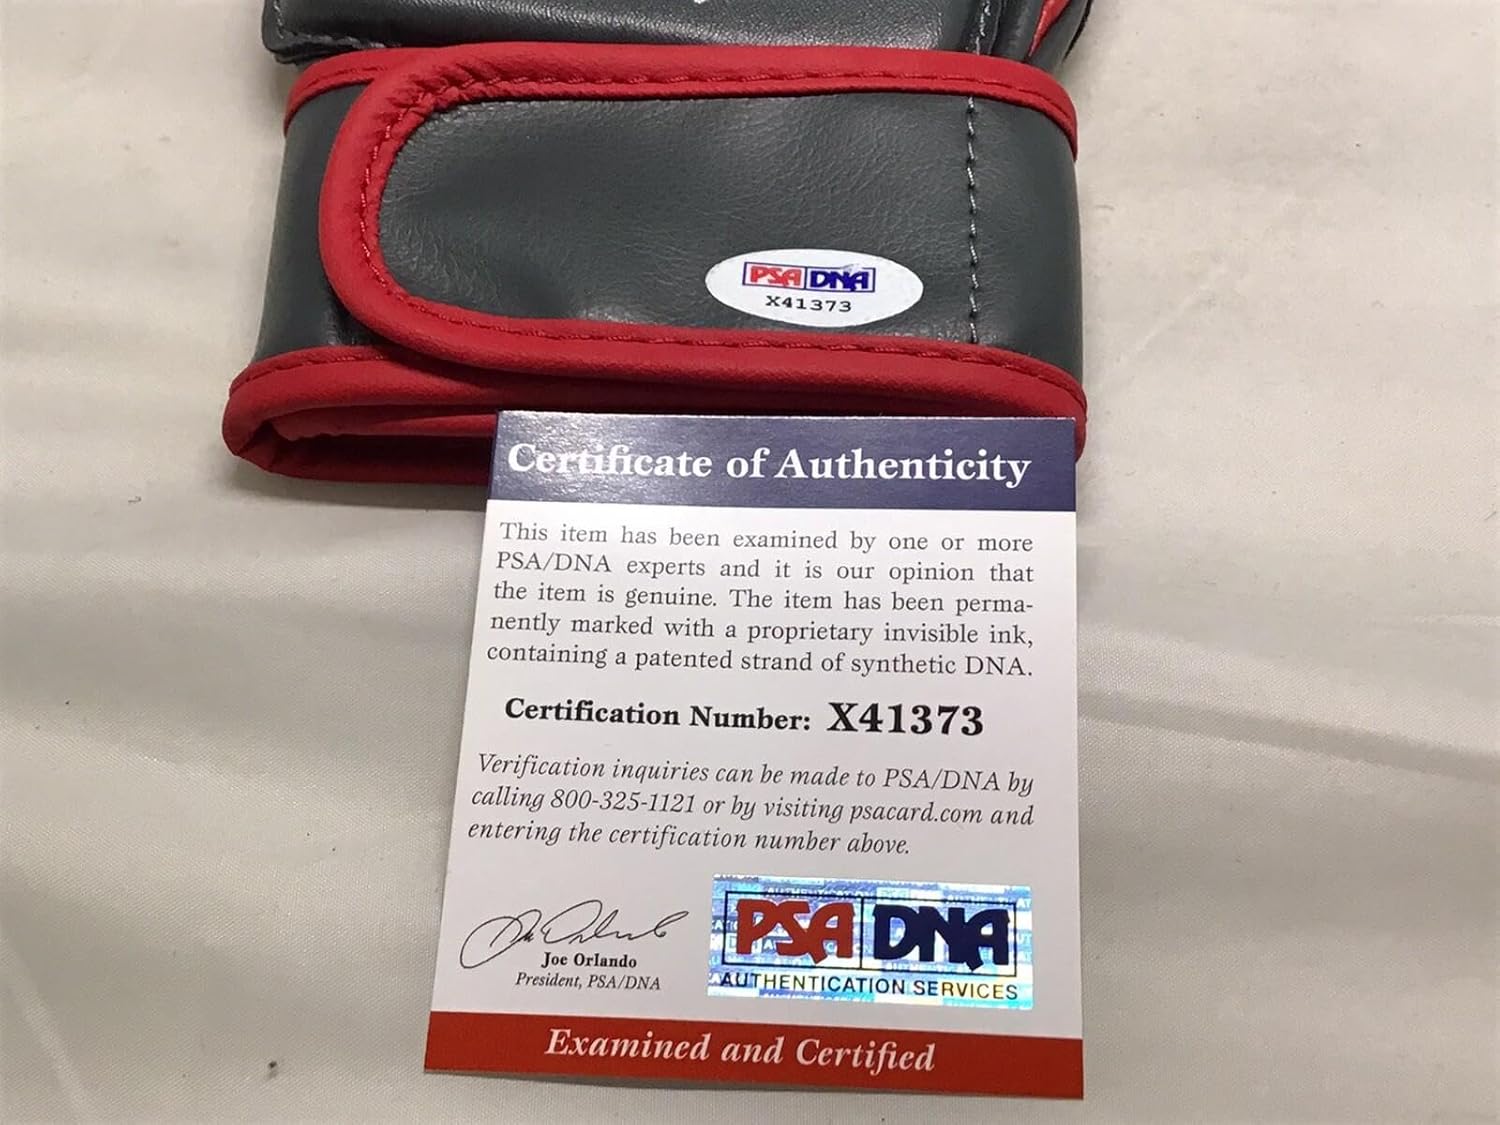 PSA DNA
X41373
Certificate of Authenticity
This item has been examined by one or more
PSA/DNA experts and it is our opinion that
the item is genuine. The item has been perma-
nently marked with a proprietary invisible ink,
containing a patented strand of synthetic DNA.
Certification Number: X41373
Verification inquiries can be made to PSA/DNA by
calling 800-325-1121 or by visiting psacard.com and
entering the certification number above.
Joe Orlando
President, PSA/DNA
PSA DNA
AUTHENTICATION SERVICES
Examined and Certified